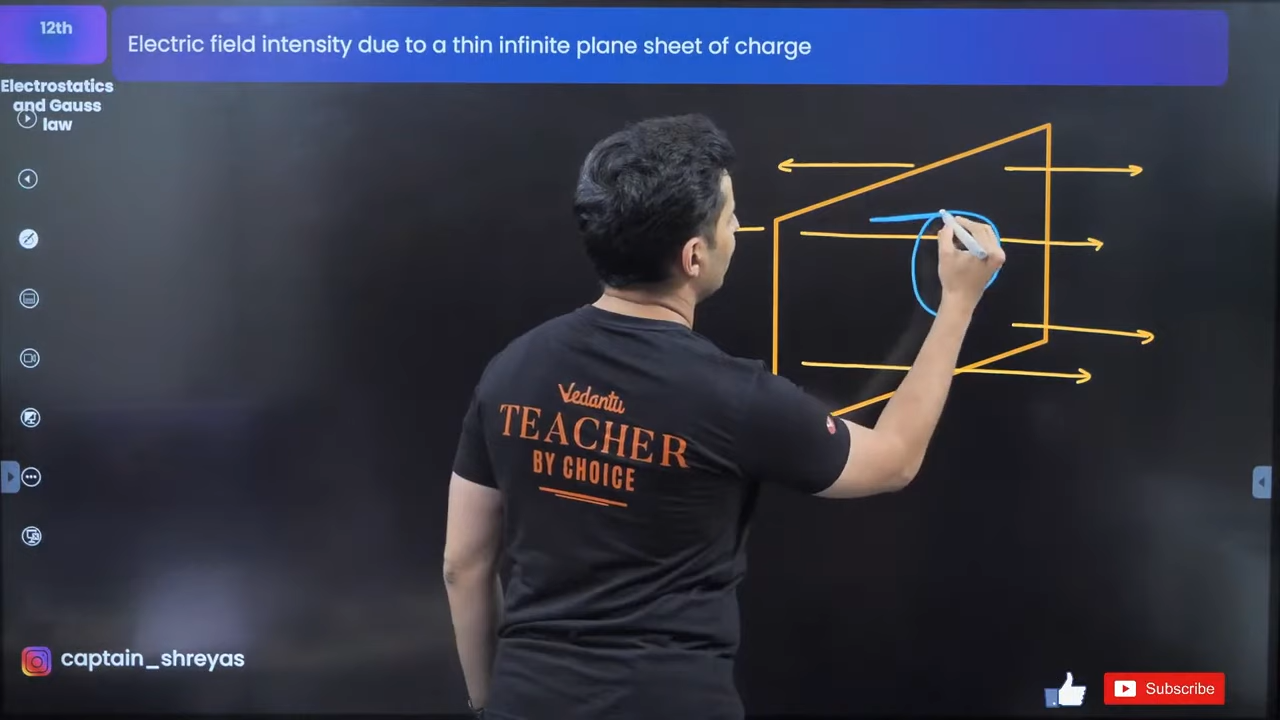 12th
Electric field intensity due to a thin infinite plane sheet of charge
Electrostatics
and Gauss
law
Vedantu
TEACHER
BY CHOICE
captain_shreyas
Subscribe